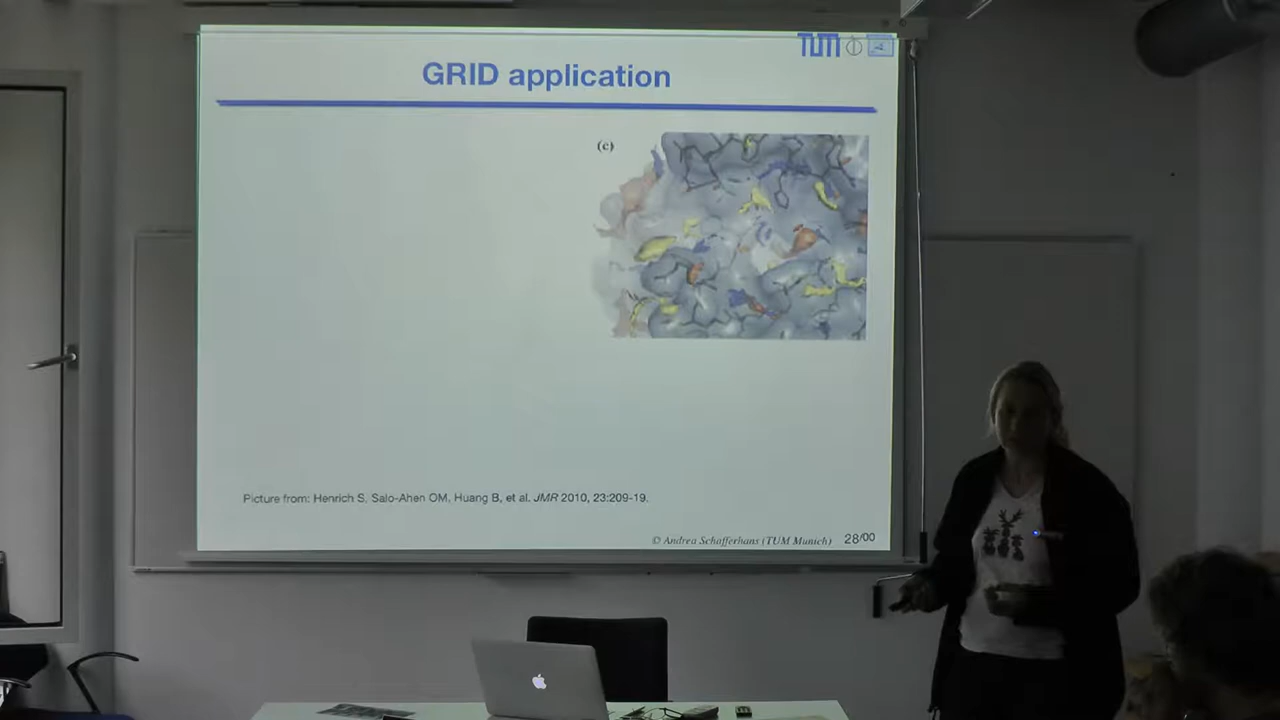 TUM
GRID application
(c)
Picture from: Henrich S, Salo-Ahen OM, Huang B, et al. JMR 2010, 23:209-19.
© Andrea Schafferhans (TUM Munich) 28/00